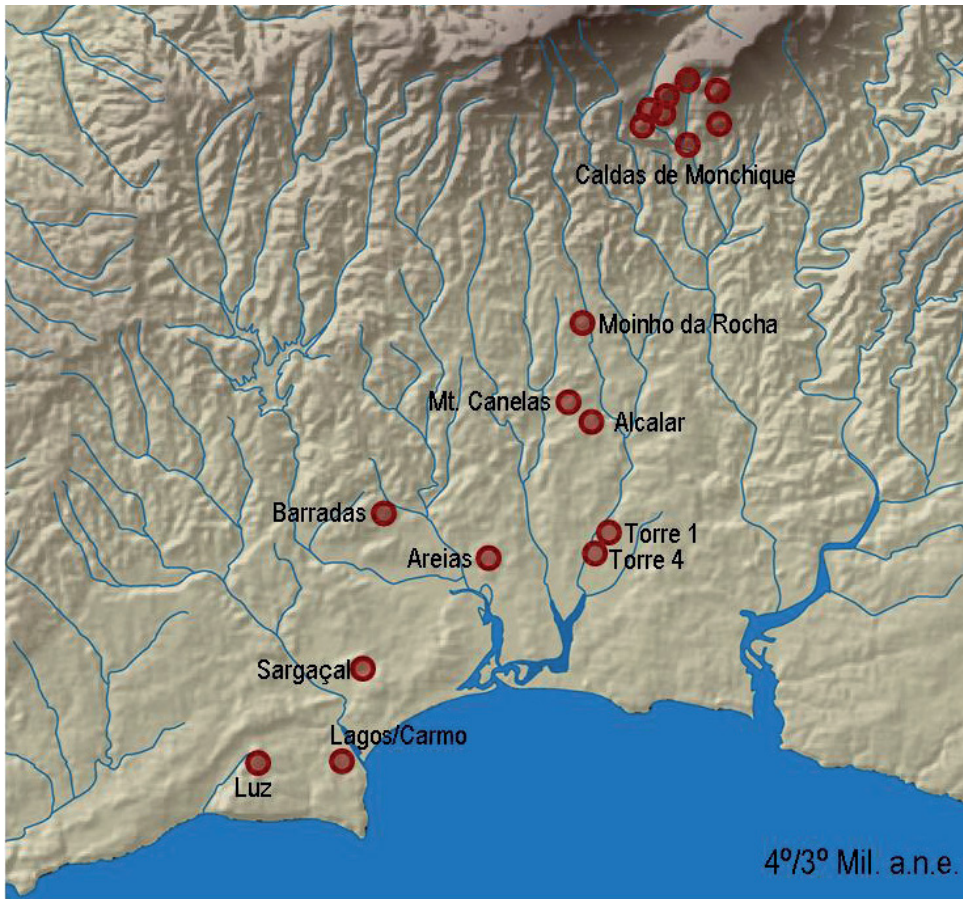 Caldas de Monchique
Moinho da Rocha
Mt. Canelas
Alcalar
Barradas
Torre 1
Areias
Torre 4
Sargaçal
Lagos/Carmo
Luz
4º/3º Mil. a.n.e.